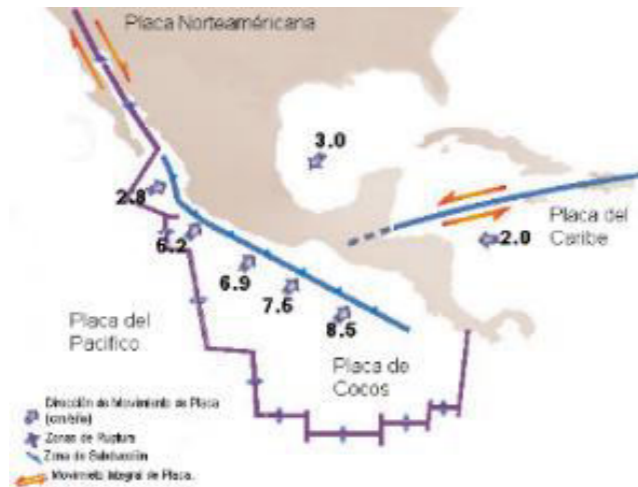 Placa Norteaméricana
3.0
2.8
Placa del
Caribe
2.0
6.2
6.9
7.6
8.5
Placa del
Pacifico
Placa de
Cocos
Dirección de Movimiento de Placa
(cm/año)
Zonas de Ruptura
Zona de Subducción
Movimiento Integral de Placa.